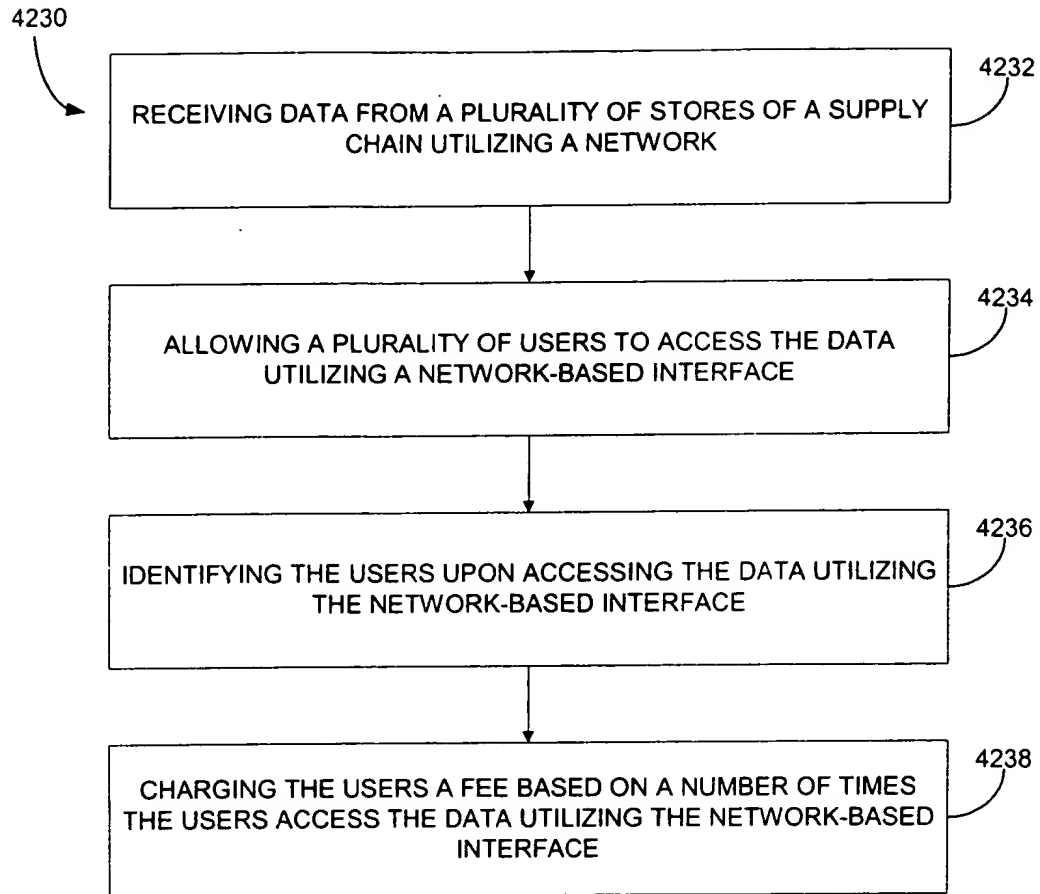 4230
4232
RECEIVING DATA FROM A PLURALITY OF STORES OF A SUPPLY
CHAIN UTILIZING A NETWORK
4234
ALLOWING A PLURALITY OF USERS TO ACCESS THE DATA
UTILIZING A NETWORK-BASED INTERFACE
4236
IDENTIFYING THE USERS UPON ACCESSING THE DATA UTILIZING
THE NETWORK-BASED INTERFACE
4238
CHARGING THE USERS A FEE BASED ON A NUMBER OF TIMES
THE USERS ACCESS THE DATA UTILIZING THE NETWORK-BASED
INTERFACE